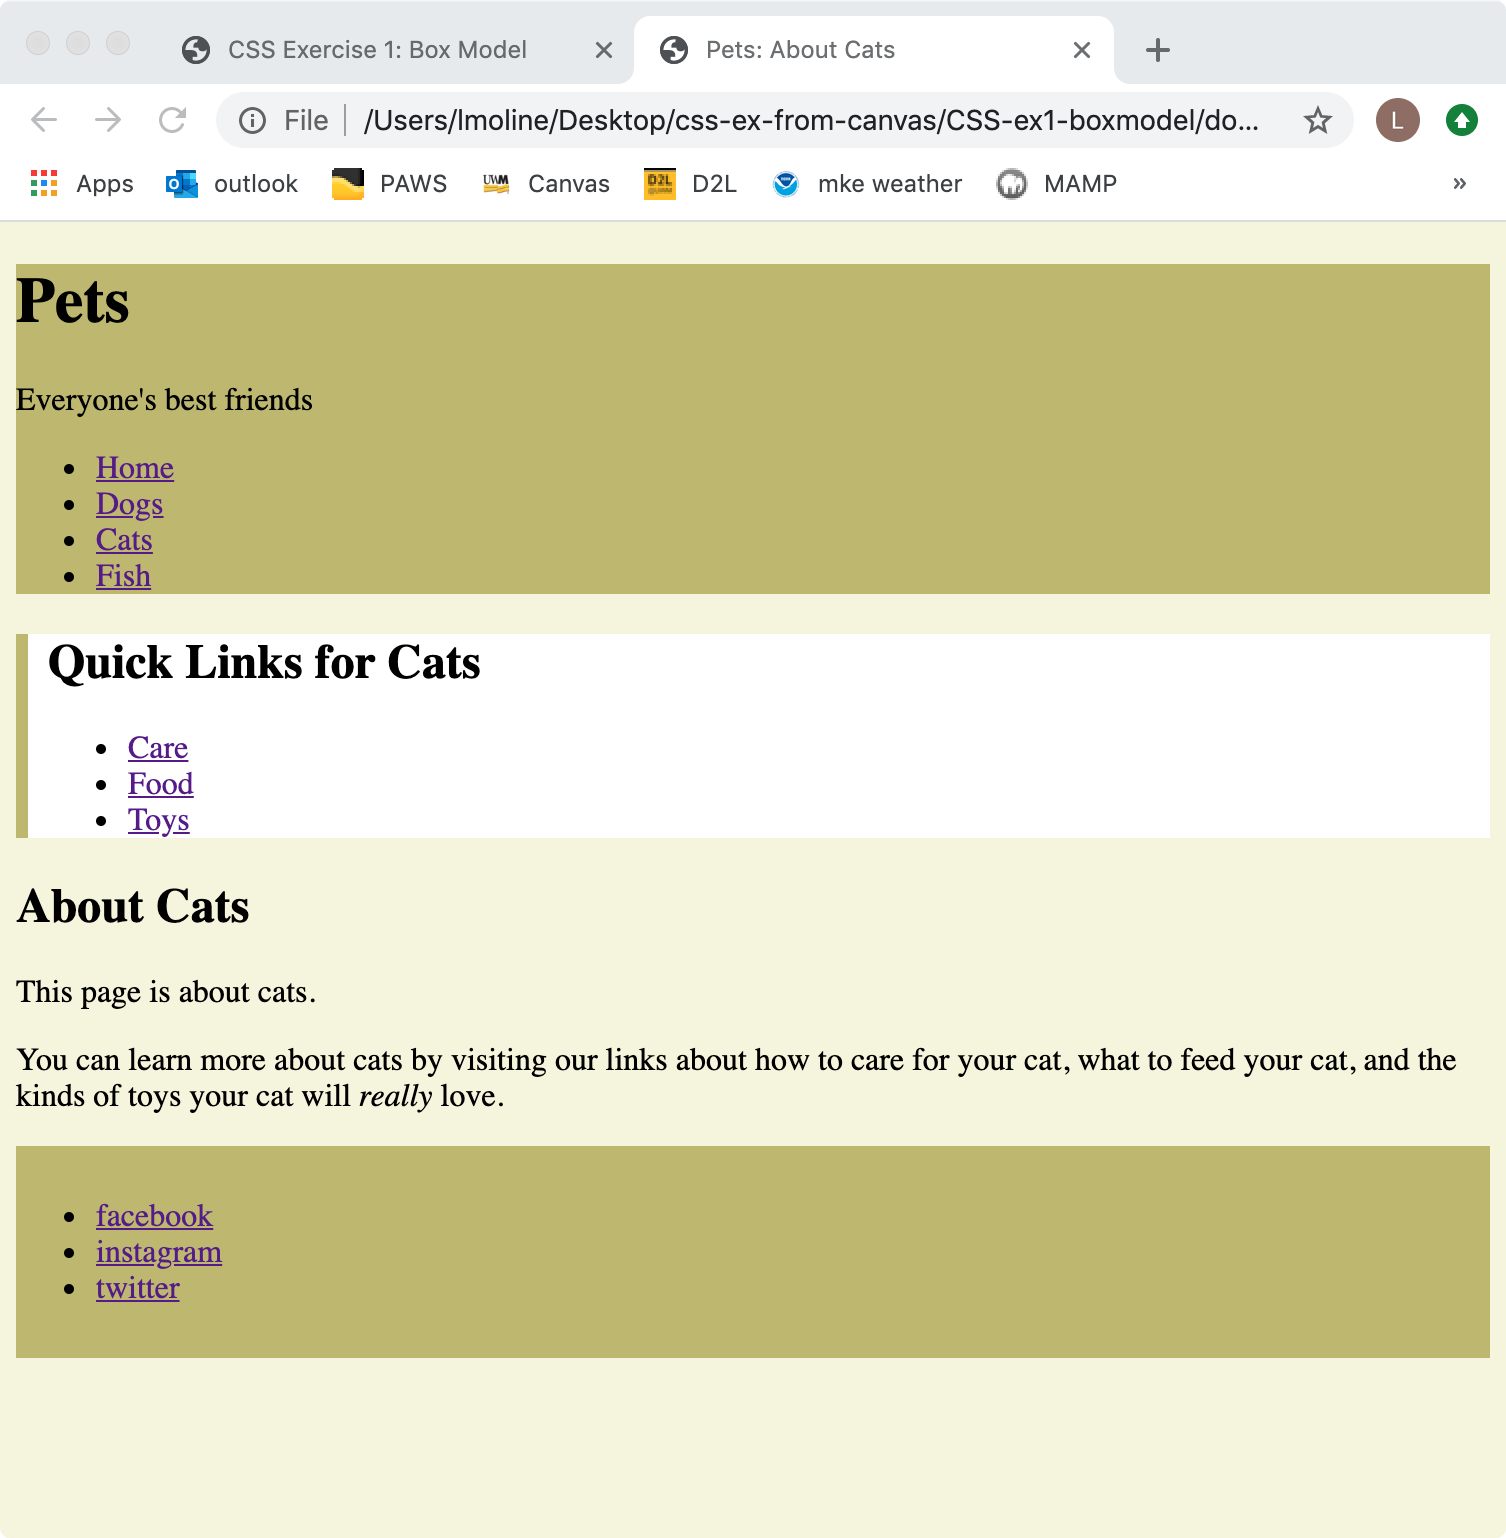 CSS Exercise 1: Box Model
Pets: About Cats
File
/Users/lmoline/Desktop/css-ex-from-canvas/CSS-ex1-boxmodel/do...
L
Apps
outlook
PAWS
UWM
Canvas
D2L
D2L
mke weather
MAMP
»
Pets
Everyone's best friends
Home
Dogs
Cats
Fish
Quick Links for Cats
Care
Food
Toys
About Cats
This page is about cats.
You can learn more about cats by visiting our links about how to care for your cat, what to feed your cat, and the
kinds of toys your cat will really love.
facebook
instagram
twitter